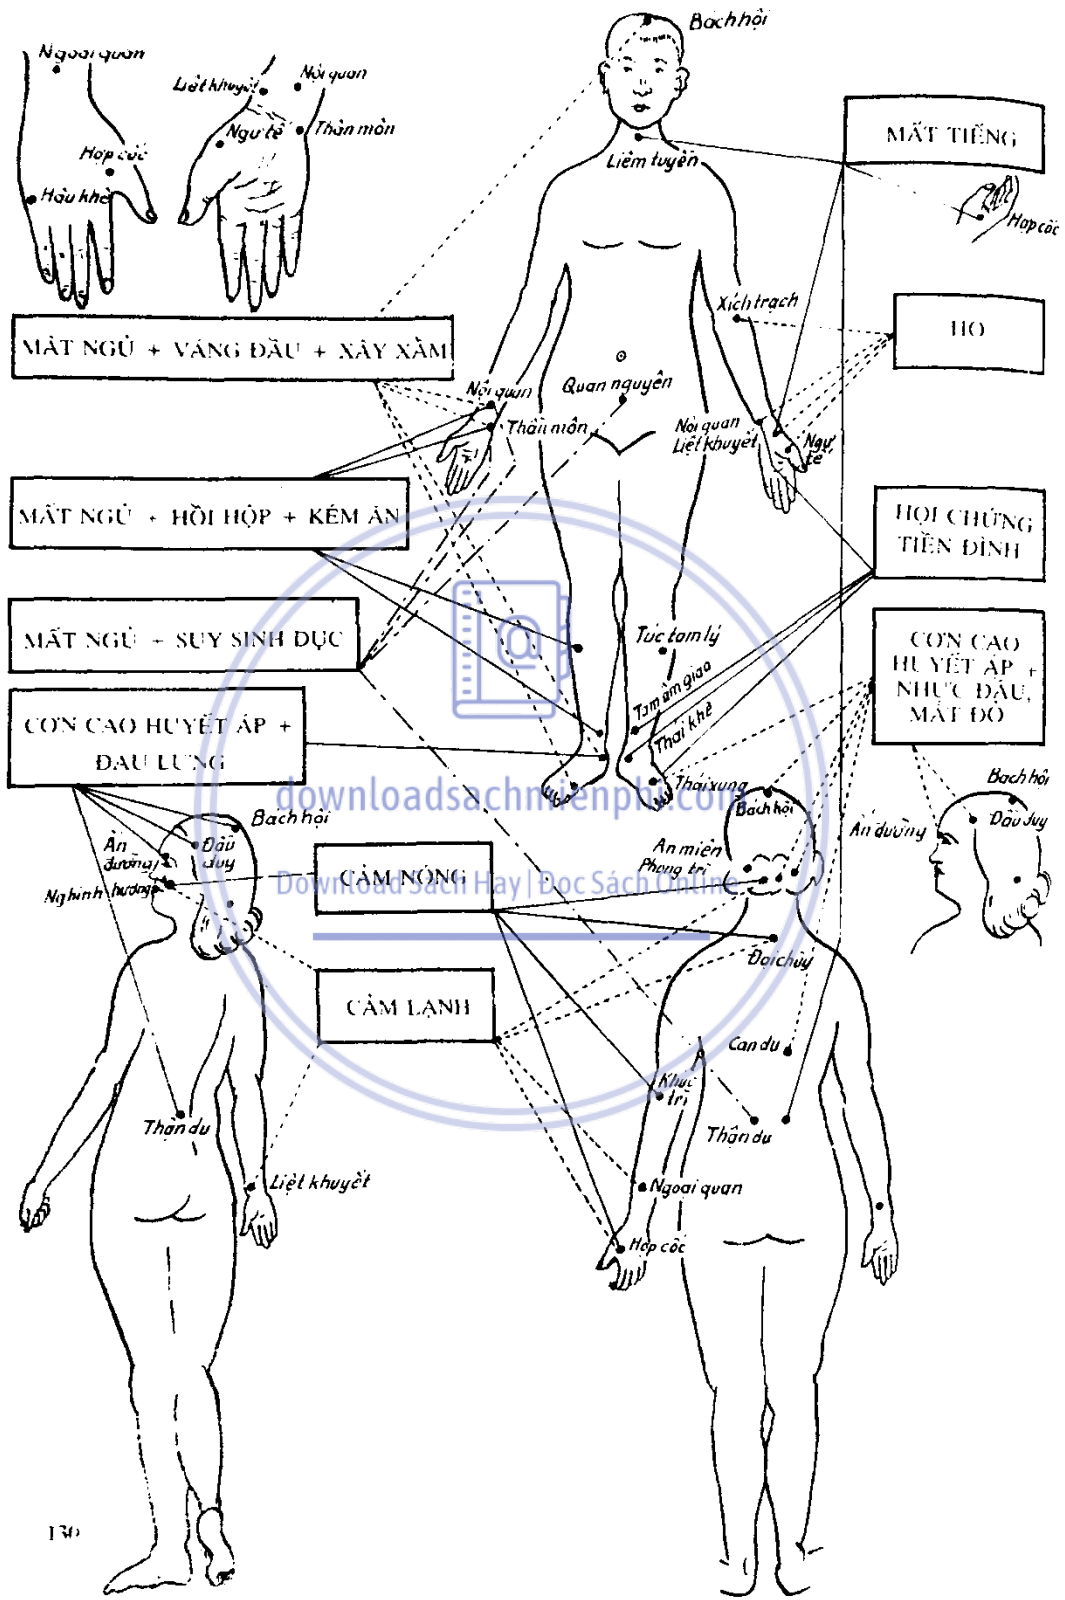 Bách hội
Ngoại quan
Liệt khuyết
Nội quan
Ngư tế
Thần môn
Hợp cốc
Hậu khê
Liêm tuyền
MẤT TIẾNG
Hợp cốc
Xích trạch
HO
MẤT NGỦ + VÁNG ĐẦU + XÂY XẨM
Nội quan
Quan nguyên
Thần môn
Nội quan
Liệt khuyết
Ngư
tế
MẤT NGỦ + HỒI HỘP + KÉM ĂN
HỘI CHỨNG
TIỀN ĐÌNH
MẤT NGỦ + SUY SINH DỤC
Túc tam lý
CƠN CAO
HUYẾT ÁP +
NHỨC ĐẦU,
MẮT ĐỎ
Tam âm giao
Thái khê
CƠN CAO HUYẾT ÁP +
ĐAU LƯNG
Thái xung
downloadsachmienphi.com
Bách hội
Bách hội
Ấn đường
Đầu duy
Bách hội
Ấn
đường
Đầu
duy
Nghinh hương
An miên
Phong trì
CẢM NÓNG
Download Sách Hay | Đọc Sách Online
Đại chùy
CẢM LẠNH
Can du
Khúc
trì
Thận du
Thận du
Liệt khuyết
Ngoại quan
Hợp cốc
130